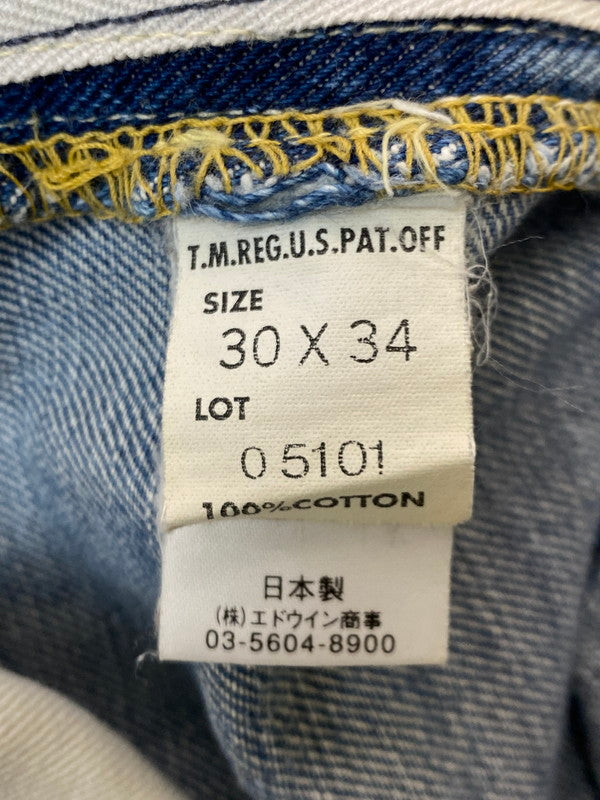 T.M.REG.U.S.PAT.OFF
SIZE
30 X 34
LOT
0 5101
100%COTTON
日本製
(株)エドウイン商事
03-5604-8900